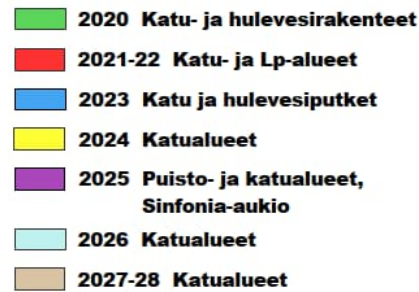 2020 Katu- ja hulevesirakenteet
2021-22 Katu- ja Lp-alueet
2023 Katu ja hulevesiputket
2024 Katualueet
2025 Puisto- ja katualueet,
Sinfonia-aukio
2026 Katualueet
2027-28 Katualueet